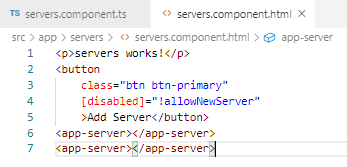 TS servers.component.ts servers.component.html ×
src > app > servers > servers.component.html > app-server
1 <p>servers works!</p>
2 <button
3 class="btn btn-primary"
4 [disabled]="!allowNewServer"
5 >Add Server</button>
6 <app-server></app-server>
7 <app-server></app-server>